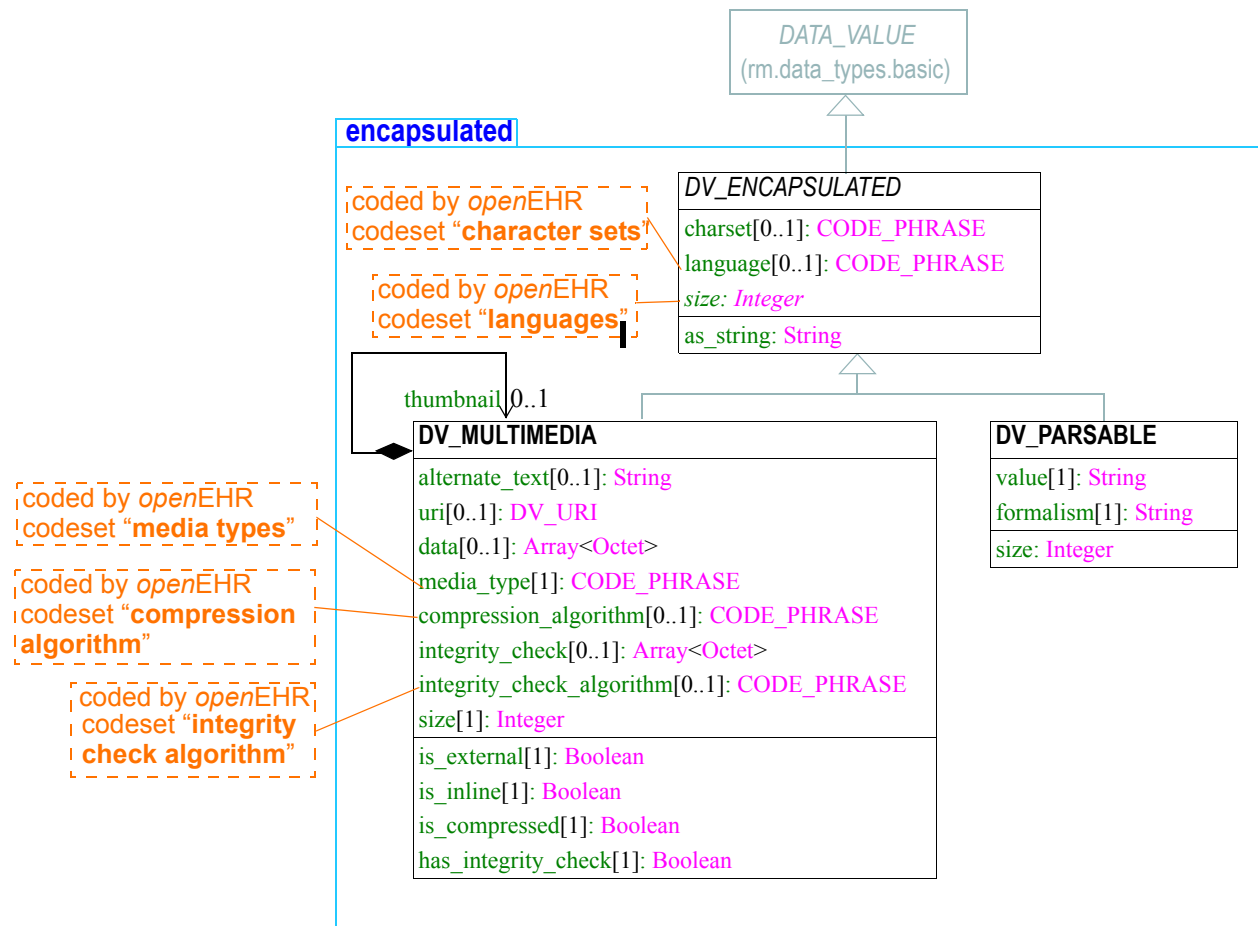 DATA_VALUE
(rm.data_types.basic)
encapsulated
DV_ENCAPSULATED
charset[0..1]: CODE_PHRASE
language[0..1]: CODE_PHRASE
size: Integer
as_string: String
coded by openEHR
codeset “character sets”
coded by openEHR
codeset “languages”
thumbnail 0..1
DV_MULTIMEDIA
alternate_text[0..1]: String
uri[0..1]: DV_URI
data[0..1]: Array<Octet>
media_type[1]: CODE_PHRASE
compression_algorithm[0..1]: CODE_PHRASE
integrity_check[0..1]: Array<Octet>
integrity_check_algorithm[0..1]: CODE_PHRASE
size[1]: Integer
is_external[1]: Boolean
is_inline[1]: Boolean
is_compressed[1]: Boolean
has_integrity_check[1]: Boolean
DV_PARSABLE
value[1]: String
formalism[1]: String
size: Integer
coded by openEHR
codeset “media types”
coded by openEHR
codeset “compression
algorithm”
coded by openEHR
codeset “integrity
check algorithm”